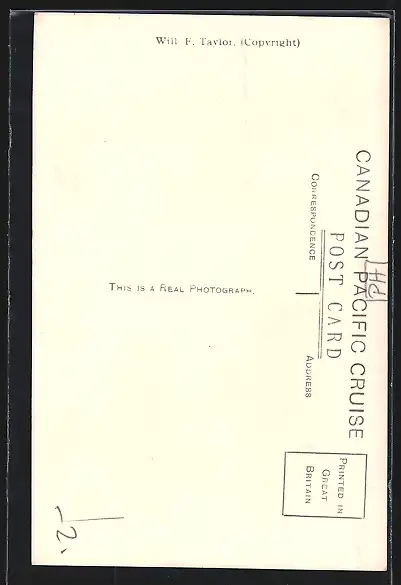 Will F. Taylor. (Copyright)
CANADIAN PACIFIC CRUISE
POST CARD
CORRESPONDENCE
ADDRESS
THIS IS A REAL PHOTOGRAPH.
PRINTED IN
GREAT
BRITAIN